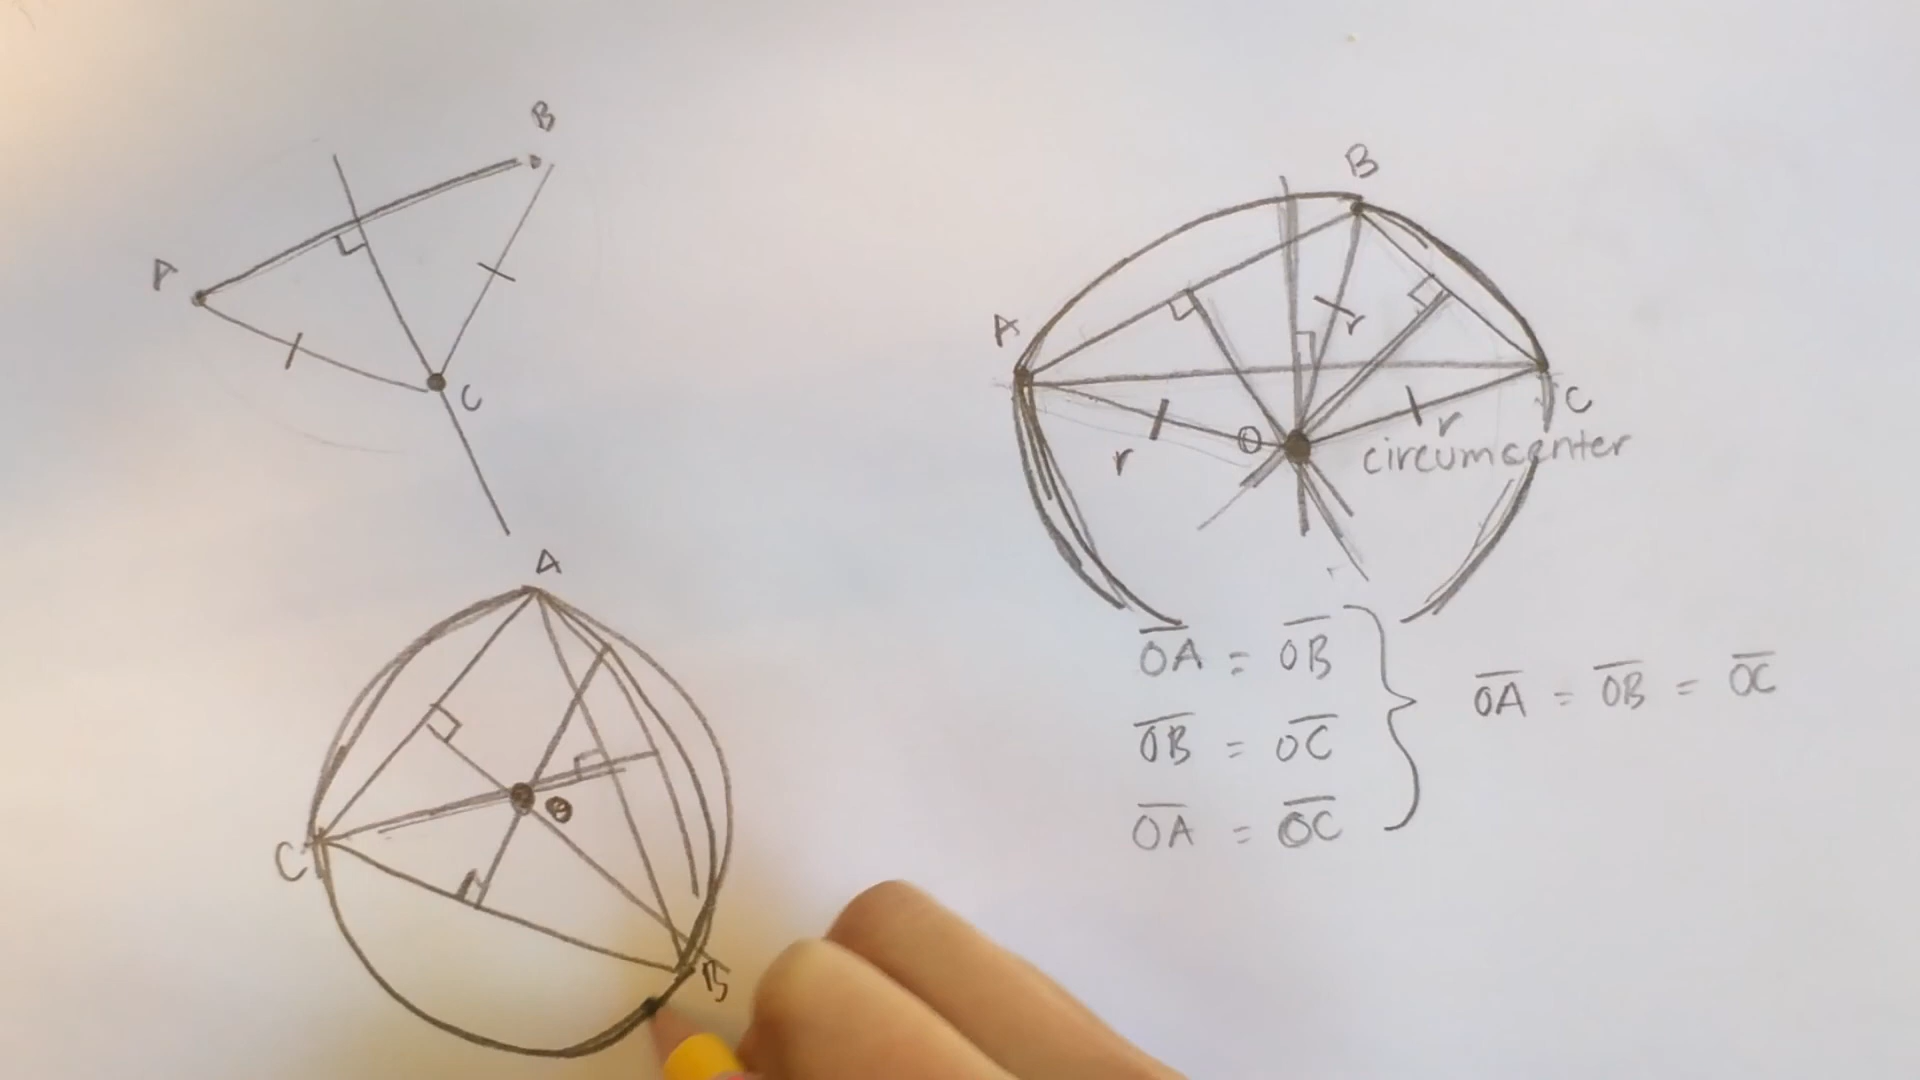 B
A
C
B
A
r
O
C
r
r
circumcenter
A
O
C
B
OA = OB
OB = OC
OA = OC
OA = OB = OC